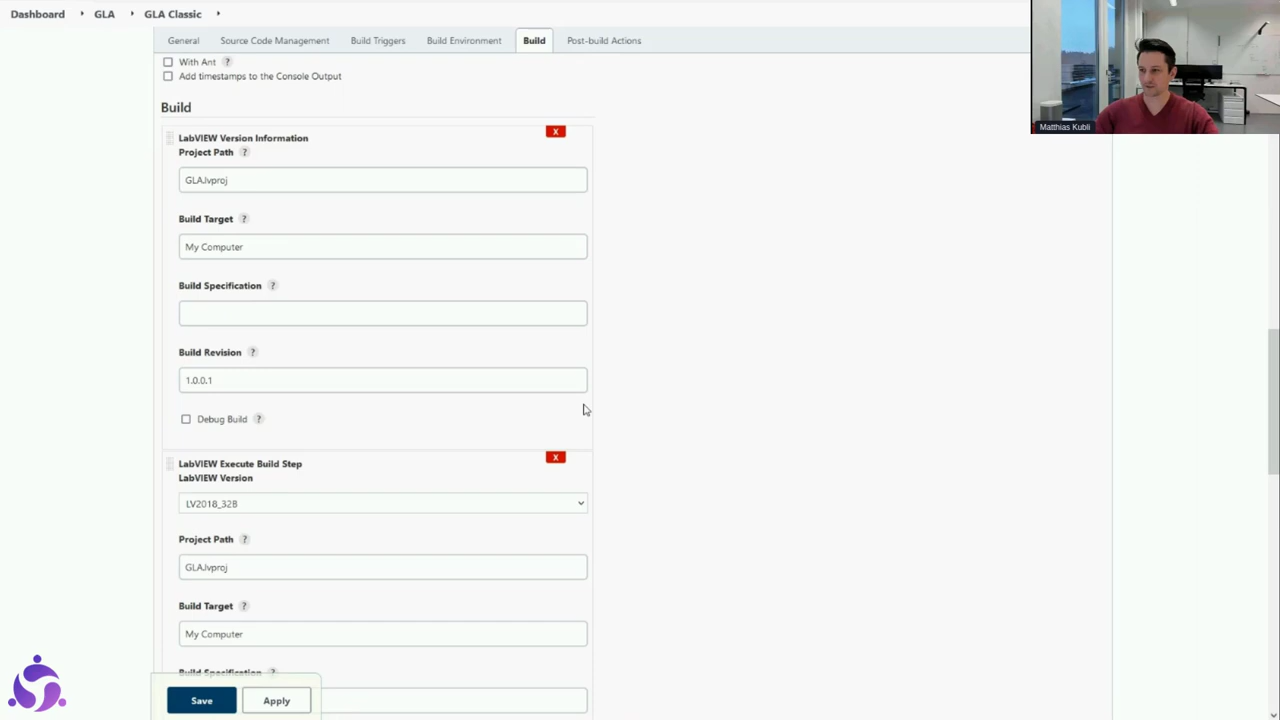 Dashboard
GLA
GLA Classic
General
Source Code Management
Build Triggers
Build Environment
Build
Post-build Actions
With Ant ?
Add timestamps to the Console Output
Build
LabVIEW Version Information
X
Project Path ?
GLA.lvproj
Build Target ?
My Computer
Build Specification ?
Build Revision ?
1.0.0.1
Debug Build ?
LabVIEW Execute Build Step
X
LabVIEW Version
LV2018_32B
Project Path ?
GLA.lvproj
Build Target ?
My Computer
Build Specification ?
Save
Apply
Matthias Kubli